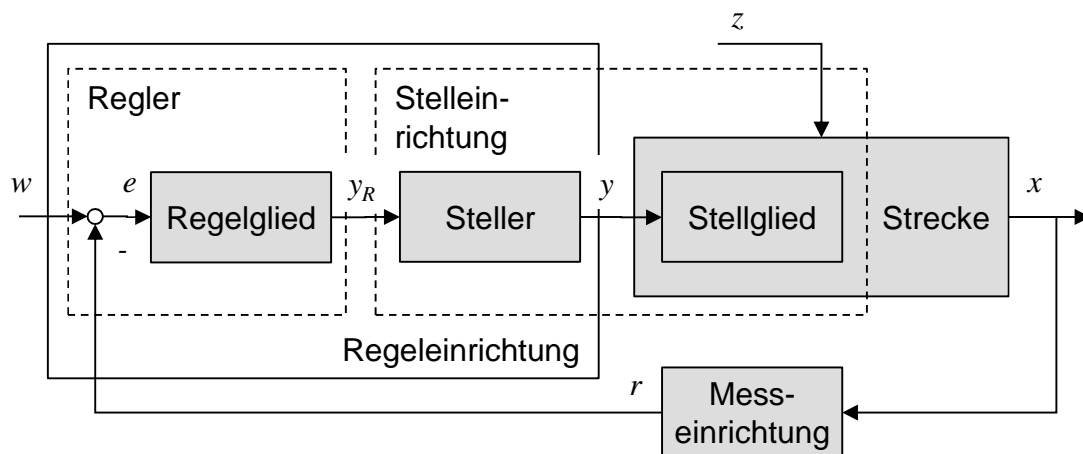 z
Regler
Stellein-
richtung
w
e
Regelglied
y_R
Steller
y
Stellglied
Strecke
x
-
Regeleinrichtung
r
Mess-
einrichtung